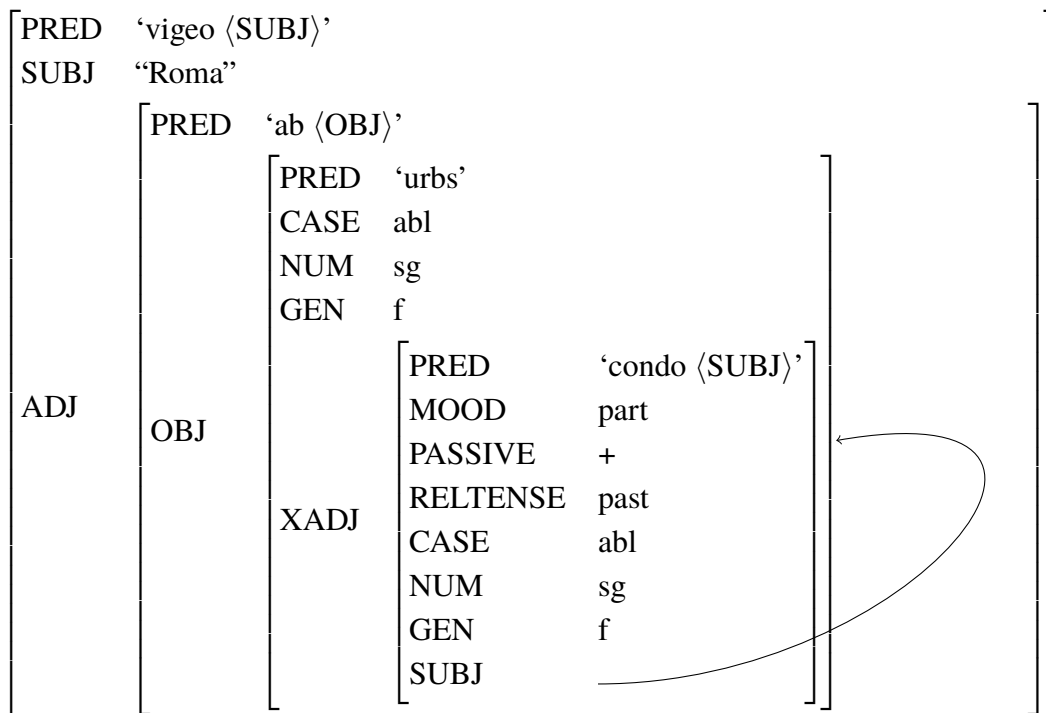 PRED ‘vigeo ⟨SUBJ⟩’
SUBJ “Roma”
PRED ‘ab ⟨OBJ⟩’
PRED ‘urbs’
CASE abl
NUM sg
GEN f
PRED ‘condo ⟨SUBJ⟩’
ADJ
MOOD part
OBJ
PASSIVE +
RELTENSE past
XADJ
CASE abl
NUM sg
GEN f
SUBJ